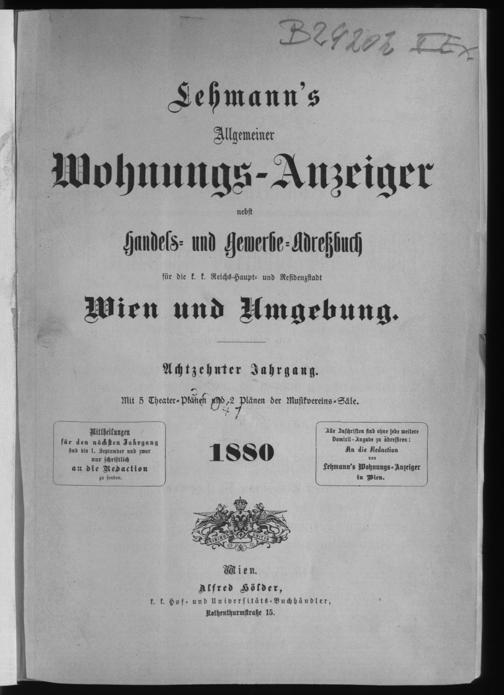 B29202 II Ex
Lehmann's
Allgemeiner
Wohnungs-Anzeiger
nebst
Handels- und Gewerbe-Adreßbuch
für die k. k. Reichs-Haupt- und Residenzstadt
Wien und Umgebung.
Achtzehnter Jahrgang.
Mit 5 Theater-Plänen und 2 Plänen der Musikvereins-Säle.
Mittheilungen
für den nächsten Jahrgang
sind bis 1. September und zwar
nur schriftlich
an die Redaction
zu senden.
1880
Alle Zuschriften sind ohne jede weitere
Domicil-Angabe zu adressiren:
An die Redaction
von
Lehmann's Wohnungs-Anzeiger
in Wien.
Wien.
Alfred Hölder,
k. k. Hof- und Universitäts-Buchhändler,
Rothenthurmstraße 15.